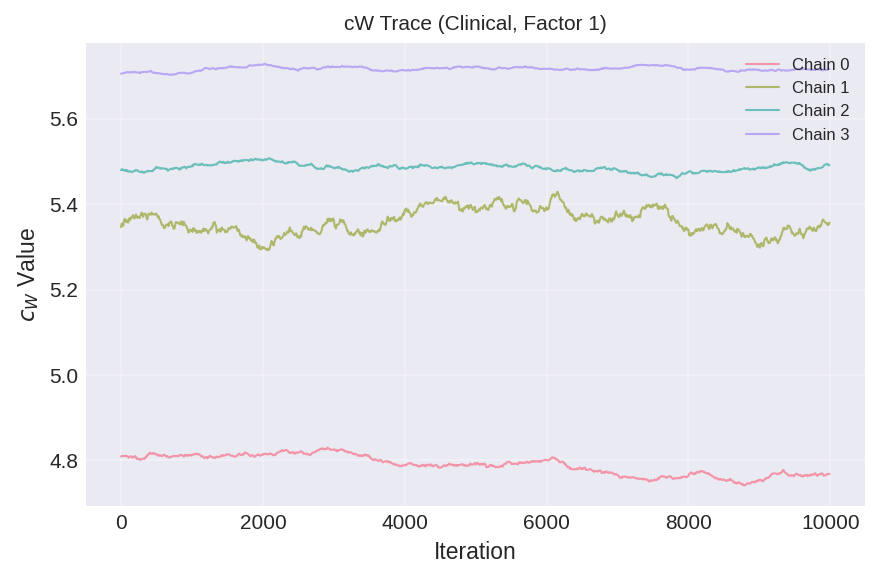 cW Trace (Clinical, Factor 1)
Chain 0
Chain 1
Chain 2
Chain 3
5.6
5.4
5.2
5.0
4.8
cW Value
0 2000 4000 6000 8000 10000
Iteration